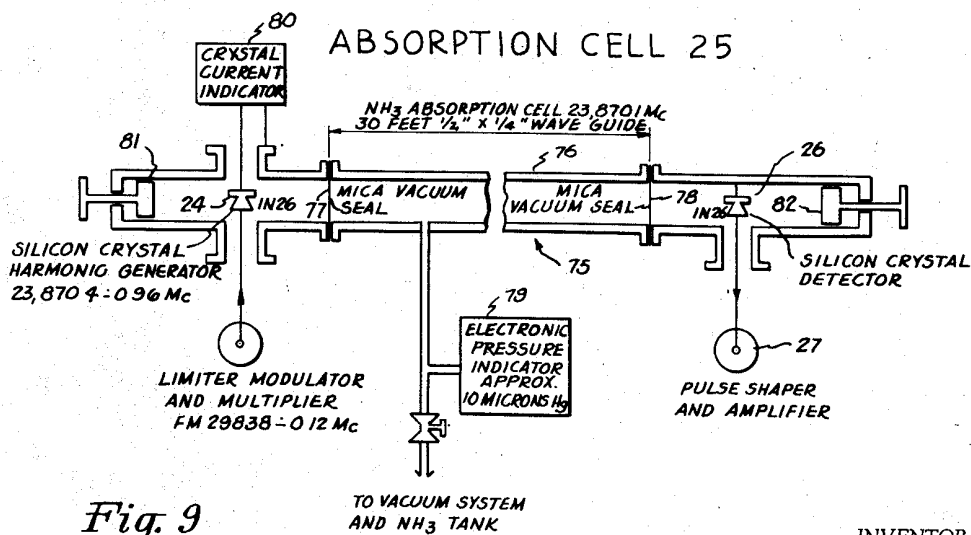 80
ABSORPTION CELL 25
CRYSTAL
CURRENT
INDICATOR
NH₃ ABSORPTION CELL 23,8701 Mc
30 FEET 1/2" X 1/4" WAVE GUIDE
81
76
26
24
1N26
77
MICA VACUUM
SEAL
MICA
VACUUM SEAL
78
1N26
82
SILICON CRYSTAL
HARMONIC GENERATOR
23,870 4 ÷ 0 96 Mc
75
SILICON CRYSTAL
DETECTOR
79
ELECTRONIC
PRESSURE
INDICATOR
APPROX.
10 MICRONS Hg
27
LIMITER MODULATOR
AND MULTIPLIER
FM 29838 ÷ 0 12 Mc
PULSE SHAPER
AND AMPLIFIER
TO VACUUM SYSTEM
AND NH₃ TANK
Fig. 9
INVENTOR